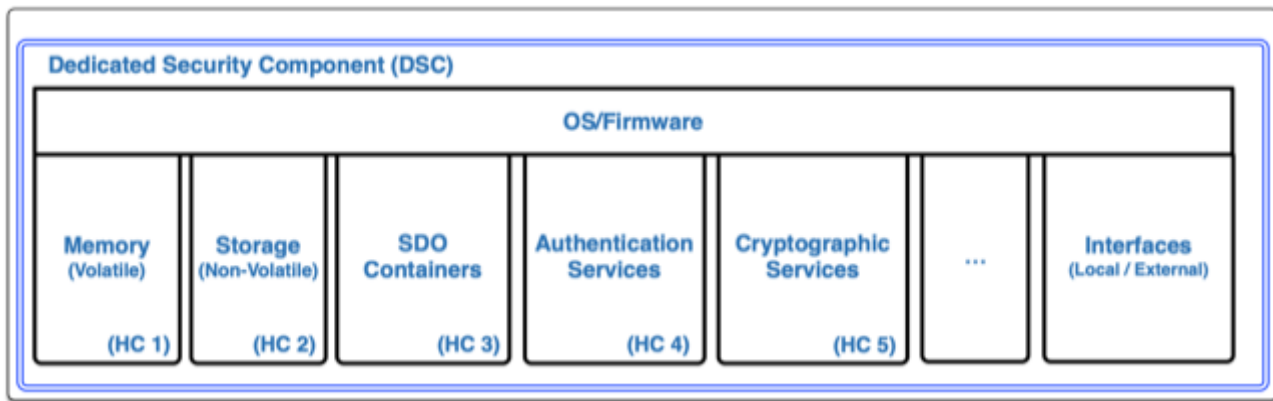 Dedicated Security Component (DSC)
OS/Firmware
Memory
(Volatile)
(HC 1)
Storage
(Non-Volatile)
(HC 2)
SDO
Containers
(HC 3)
Authentication
Services
(HC 4)
Cryptographic
Services
(HC 5)
...
Interfaces
(Local / External)